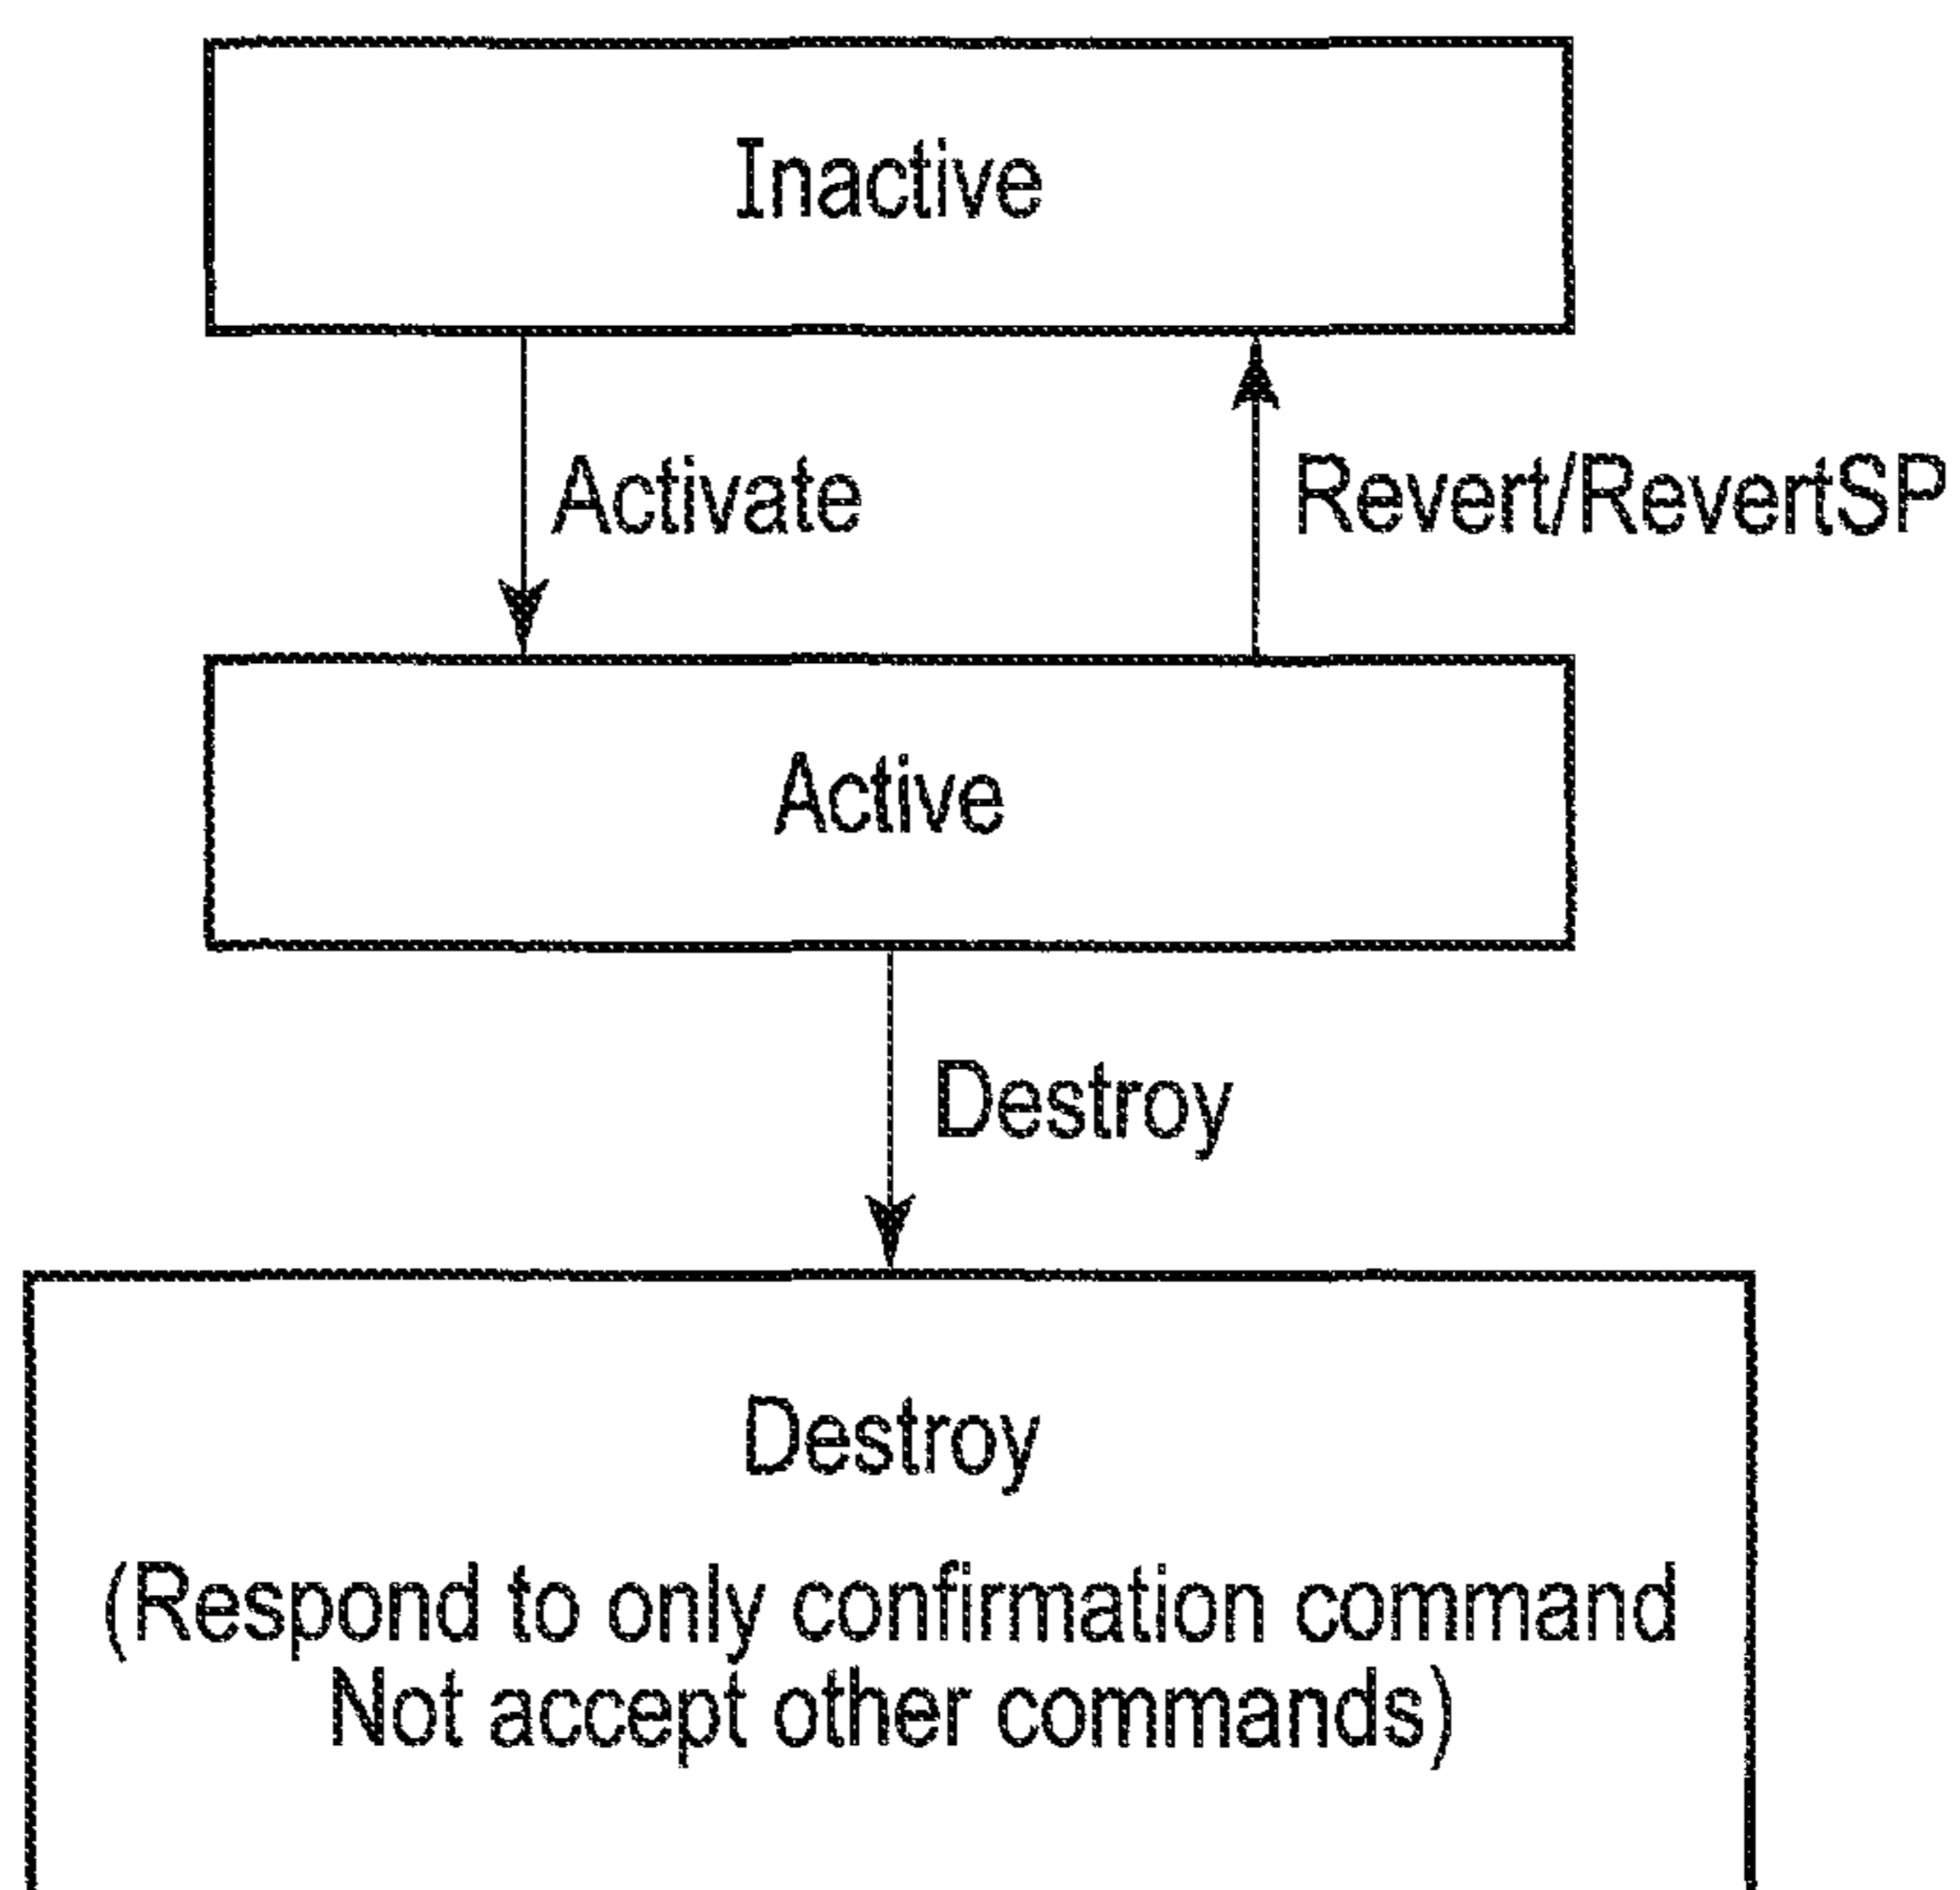 Inactive
Activate
Revert/RevertSP
Active
Destroy
Destroy
(Respond to only confirmation command
Not accept other commands)